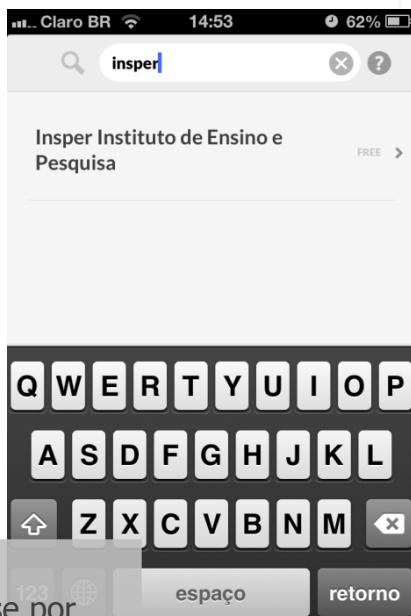 Claro BR 14:53 62%
insper
?
Insper Instituto de Ensino e
Pesquisa
FREE
Q W E R T Y U I O P
A S D F G H J K L
Z X C V B N M
123 espaço retorno
se por